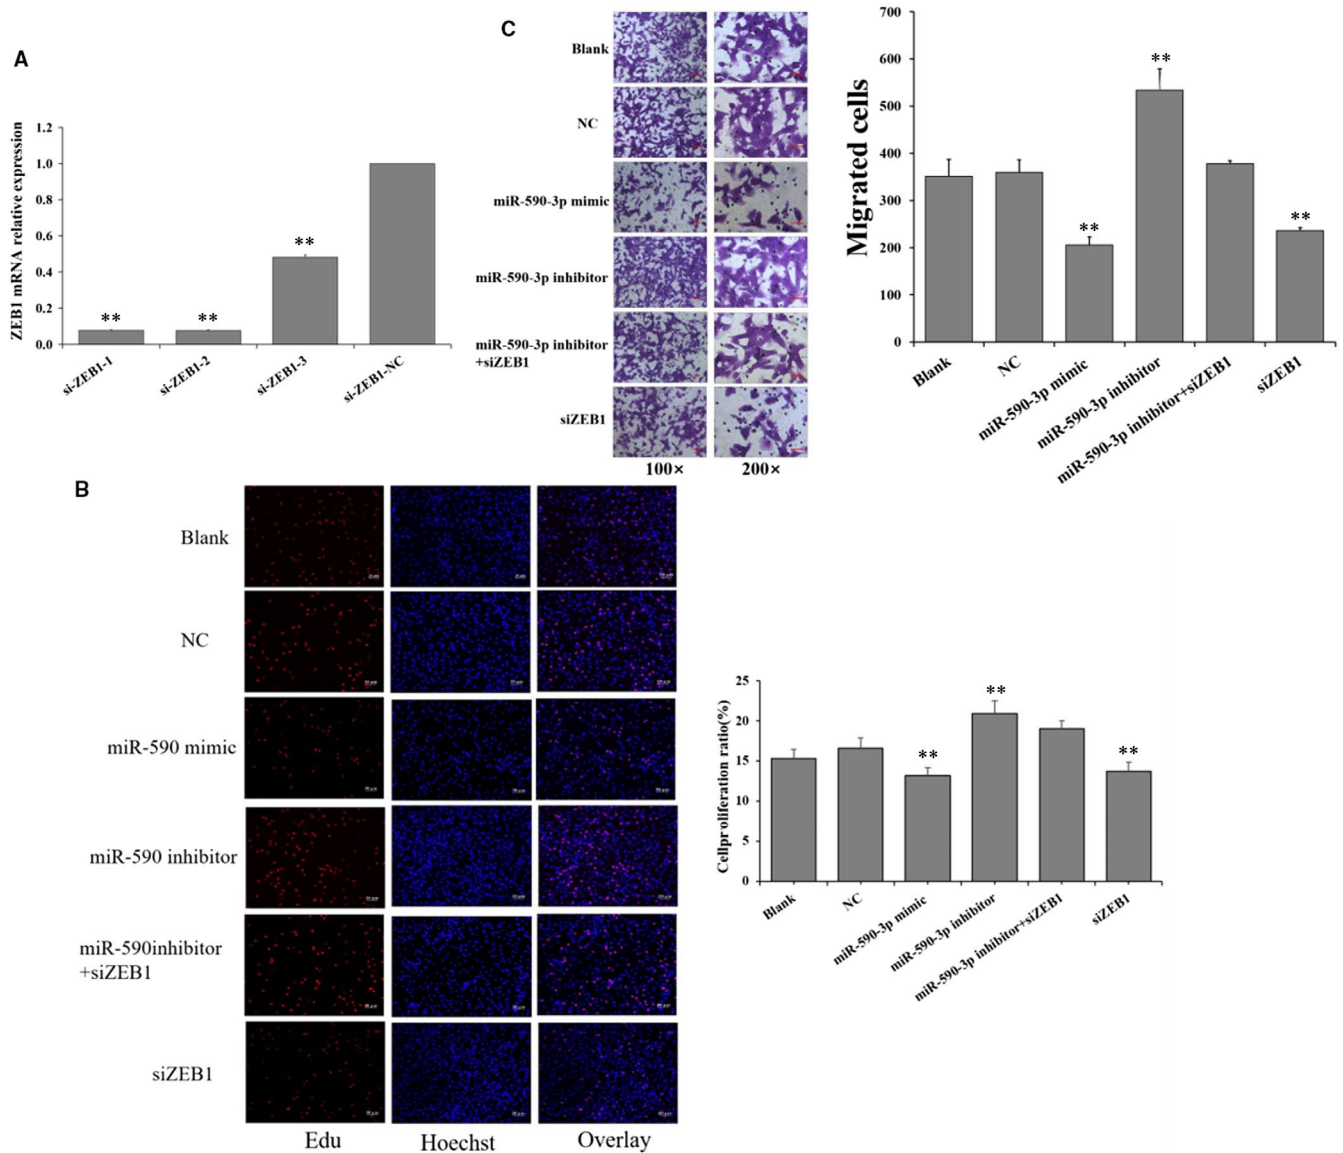 A
ZEB1 mRNA relative expression
1.2
1.0
0.8
0.6
0.4
0.2
0.0
**
**
**
si-ZEB1-1
si-ZEB1-2
si-ZEB1-3
si-ZEB1-NC
C
Blank
NC
miR-590-3p mimic
miR-590-3p inhibitor
miR-590-3p inhibitor
+siZEB1
siZEB1
100×
200×
Migrated cells
700
600
500
400
300
200
100
0
**
**
**
Blank
NC
miR-590-3p mimic
miR-590-3p inhibitor
miR-590-3p inhibitor+siZEB1
siZEB1
B
Blank
NC
miR-590 mimic
miR-590 inhibitor
miR-590inhibitor
+siZEB1
siZEB1
Edu
Hoechst
Overlay
Cellproliferation ratio(%)
25
20
15
10
5
0
**
**
**
Blank
NC
miR-590-3p mimic
miR-590-3p inhibitor
miR-590-3p inhibitor+siZEB1
siZEB1